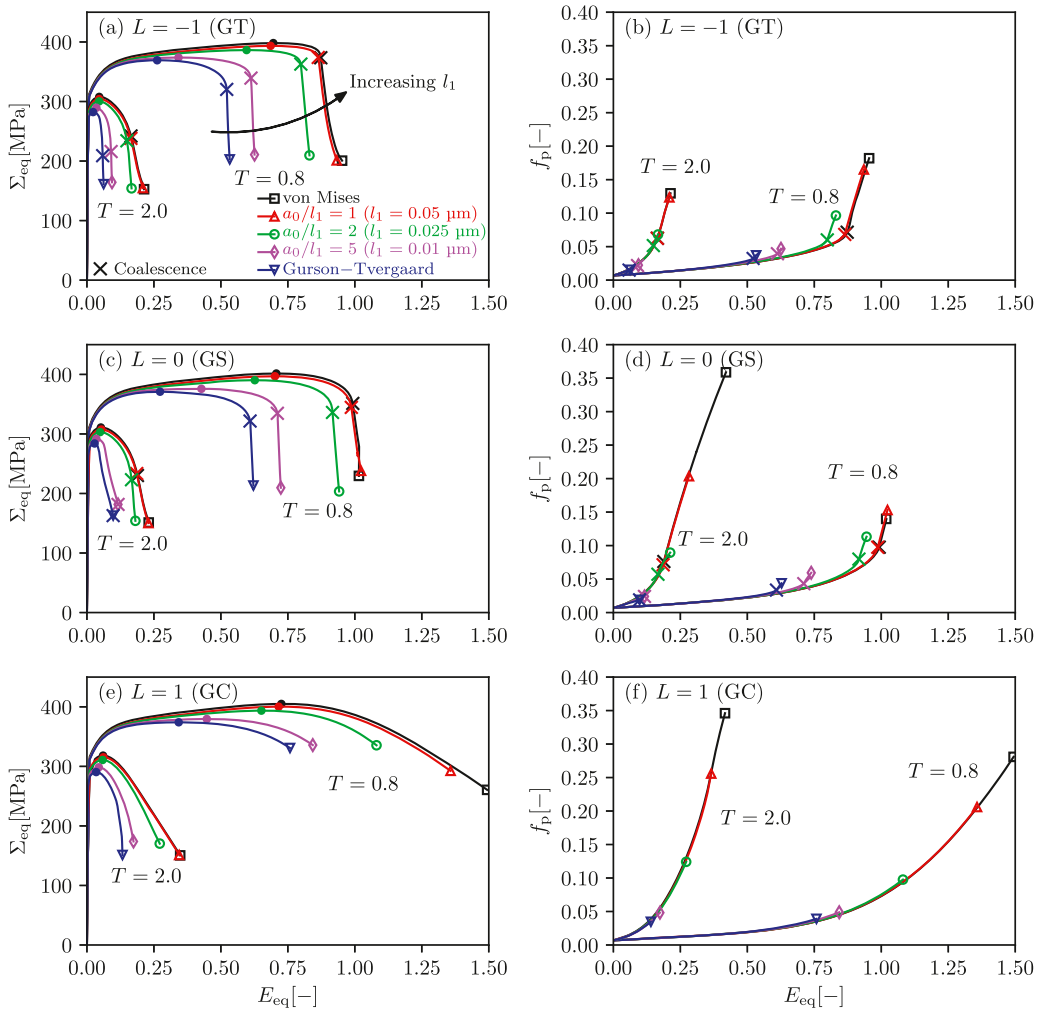 (a) L = −1 (GT)
400
300
200
100
0
Σeq[MPa]
Increasing l1
T = 0.8
T = 2.0
von Mises
a0/l1 = 1 (l1 = 0.05 µm)
a0/l1 = 2 (l1 = 0.025 µm)
a0/l1 = 5 (l1 = 0.01 µm)
Gurson−Tvergaard
Coalescence
0.00 0.25 0.50 0.75 1.00 1.25 1.50
(b) L = −1 (GT)
0.40
0.35
0.30
0.25
0.20
0.15
0.10
0.05
0.00
fp[−]
T = 2.0
T = 0.8
0.00 0.25 0.50 0.75 1.00 1.25 1.50
(c) L = 0 (GS)
400
300
200
100
0
Σeq[MPa]
T = 0.8
T = 2.0
0.00 0.25 0.50 0.75 1.00 1.25 1.50
(d) L = 0 (GS)
0.40
0.35
0.30
0.25
0.20
0.15
0.10
0.05
0.00
fp[−]
T = 0.8
T = 2.0
0.00 0.25 0.50 0.75 1.00 1.25 1.50
(e) L = 1 (GC)
400
300
200
100
0
Σeq[MPa]
T = 0.8
T = 2.0
0.00 0.25 0.50 0.75 1.00 1.25 1.50
Eeq[−]
(f) L = 1 (GC)
0.40
0.35
0.30
0.25
0.20
0.15
0.10
0.05
0.00
fp[−]
T = 0.8
T = 2.0
0.00 0.25 0.50 0.75 1.00 1.25 1.50
Eeq[−]